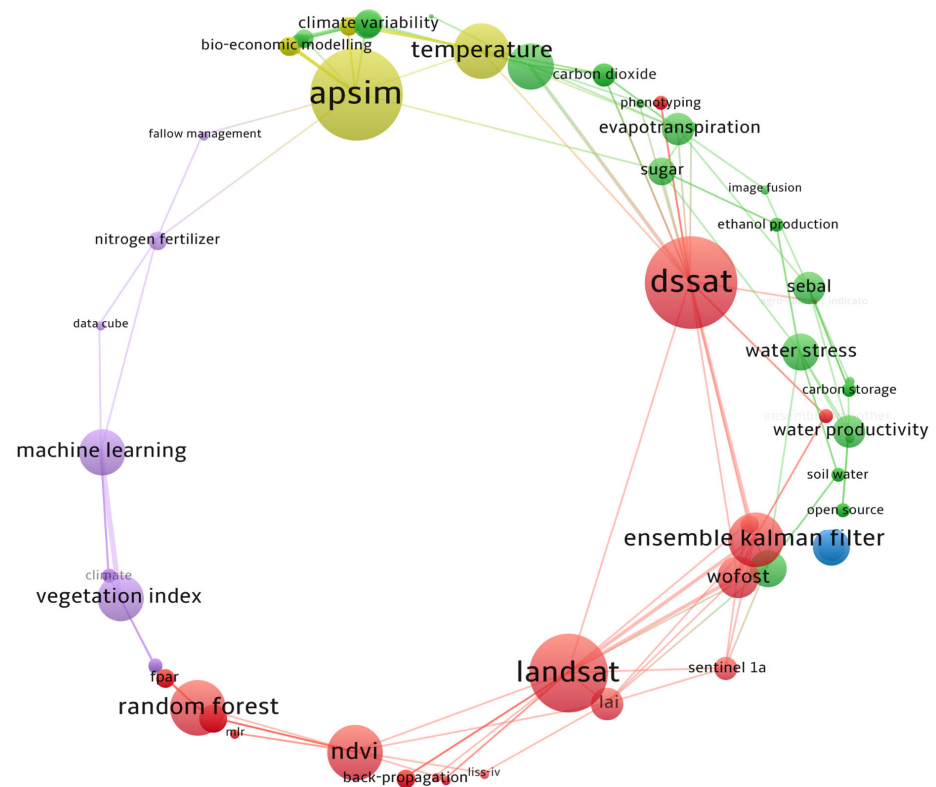 climate variability
bio-economic modelling
temperature
carbon dioxide
apsim
phenotyping
evapotranspiration
fallow management
sugar
image fusion
ethanol production
nitrogen fertilizer
dssat
sebal
data cube
water stress
carbon storage
water productivity
machine learning
soil water
open source
ensemble kalman filter
climate
wofost
vegetation index
sentinel 1a
landsat
fpar
lai
random forest
mlr
ndvi
liss-iv
back-propagation